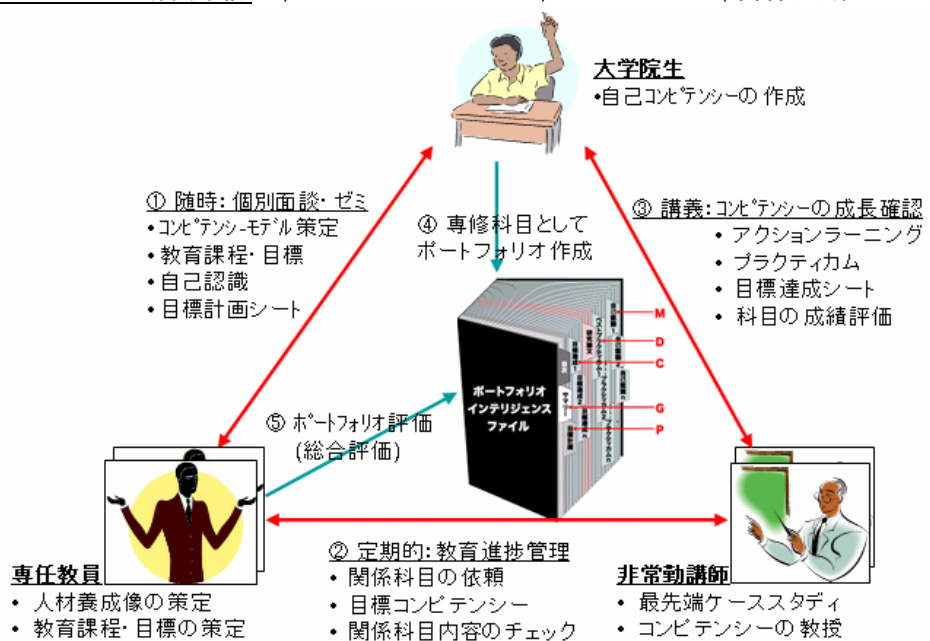 大学院生
•自己ｺﾝﾋﾟﾃﾝｼｰの作成
① 随時：個別面談・ゼミ
•ｺﾝﾋﾟﾃﾝｼｰﾓﾃﾞﾙ策定
•教育課程・目標
•自己認識
•目標計画シート
④ 専修科目として
ポートフォリオ作成
③ 講義：ｺﾝﾋﾟﾃﾝｼｰの成長確認
• アクションラーニング
• プラクティカム
• 目標達成シート
• 科目の成績評価
M
D
C
G
P
ポートフォリオ
インテリジェンス
ファイル
⑤ ﾎﾟｰﾄﾌｫﾘｵ評価
(総合評価)
② 定期的：教育進捗管理
• 関係科目の依頼
• 目標コンピテンシー
• 関係科目内容のチェック
専任教員
• 人材養成像の策定
• 教育課程・目標の策定
非常勤講師
• 最先端ケーススタディ
• コンピテンシーの教授